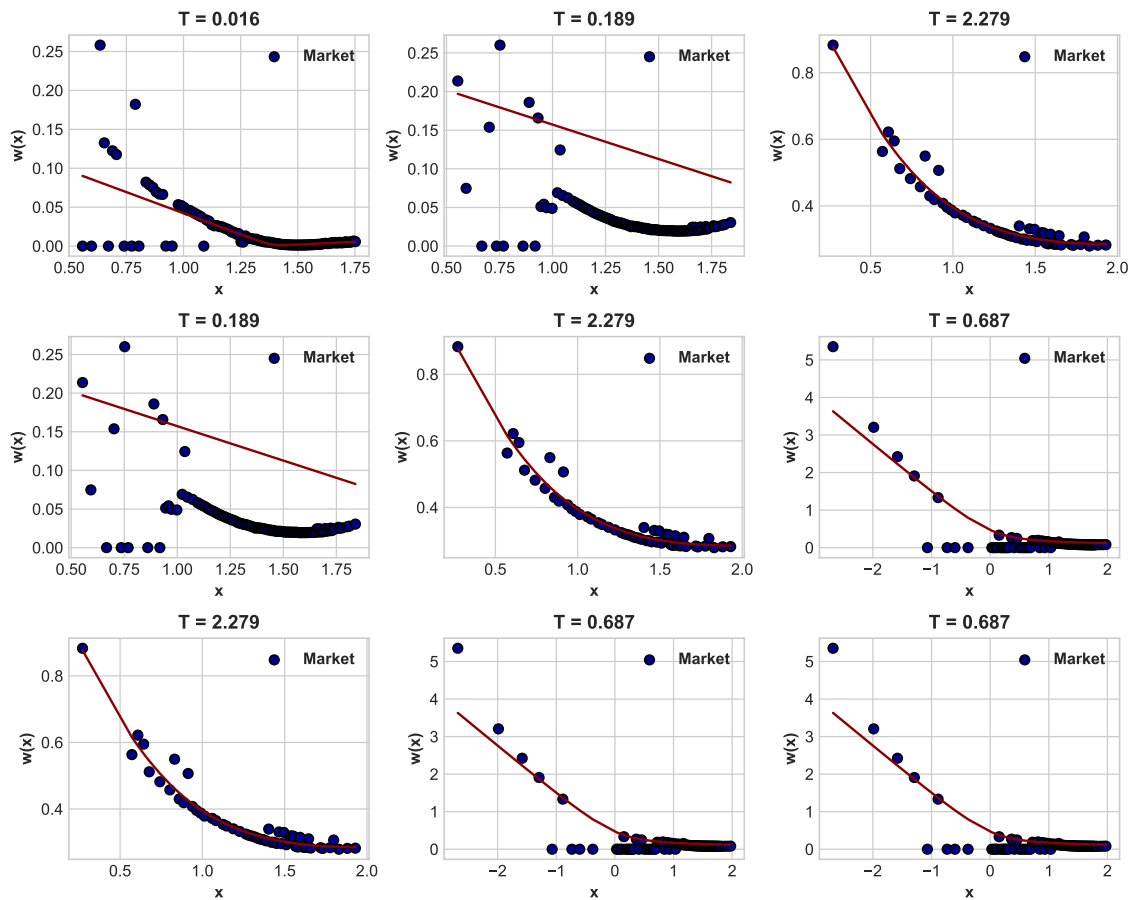 T = 0.016
Market
w(x)
0.25
0.20
0.15
0.10
0.05
0.00
0.50 0.75 1.00 1.25 1.50 1.75
x
T = 0.189
Market
w(x)
0.25
0.20
0.15
0.10
0.05
0.00
0.50 0.75 1.00 1.25 1.50 1.75
x
T = 2.279
Market
w(x)
0.8
0.6
0.4
0.5 1.0 1.5 2.0
x
T = 0.189
Market
w(x)
0.25
0.20
0.15
0.10
0.05
0.00
0.50 0.75 1.00 1.25 1.50 1.75
x
T = 2.279
Market
w(x)
0.8
0.6
0.4
0.5 1.0 1.5 2.0
x
T = 0.687
Market
w(x)
5
4
3
2
1
0
−2 −1 0 1 2
x
T = 2.279
Market
w(x)
0.8
0.6
0.4
0.5 1.0 1.5 2.0
x
T = 0.687
Market
w(x)
5
4
3
2
1
0
−2 −1 0 1 2
x
T = 0.687
Market
w(x)
5
4
3
2
1
0
−2 −1 0 1 2
x